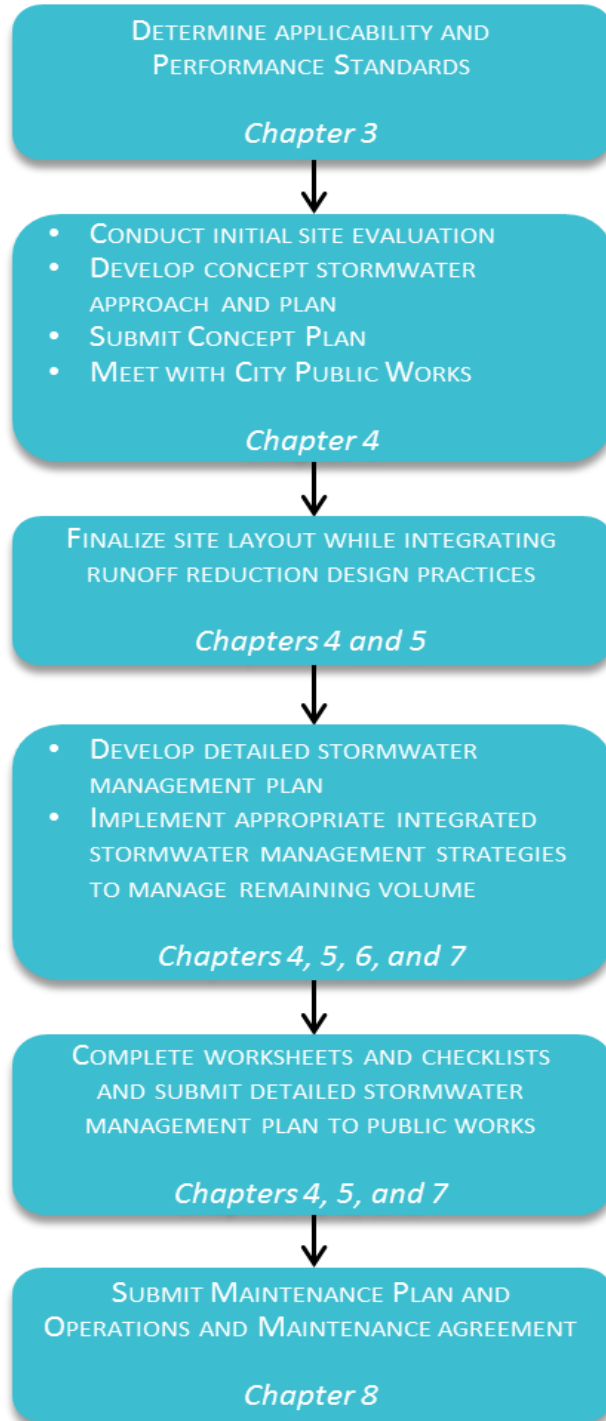 DETERMINE APPLICABILITY AND
PERFORMANCE STANDARDS
Chapter 3
• CONDUCT INITIAL SITE EVALUATION
• DEVELOP CONCEPT STORMWATER
APPROACH AND PLAN
• SUBMIT CONCEPT PLAN
• MEET WITH CITY PUBLIC WORKS
Chapter 4
FINALIZE SITE LAYOUT WHILE INTEGRATING
RUNOFF REDUCTION DESIGN PRACTICES
Chapters 4 and 5
• DEVELOP DETAILED STORMWATER
MANAGEMENT PLAN
• IMPLEMENT APPROPRIATE INTEGRATED
STORMWATER MANAGEMENT STRATEGIES
TO MANAGE REMAINING VOLUME
Chapters 4, 5, 6, and 7
COMPLETE WORKSHEETS AND CHECKLISTS
AND SUBMIT DETAILED STORMWATER
MANAGEMENT PLAN TO PUBLIC WORKS
Chapters 4, 5, and 7
SUBMIT MAINTENANCE PLAN AND
OPERATIONS AND MAINTENANCE AGREEMENT
Chapter 8